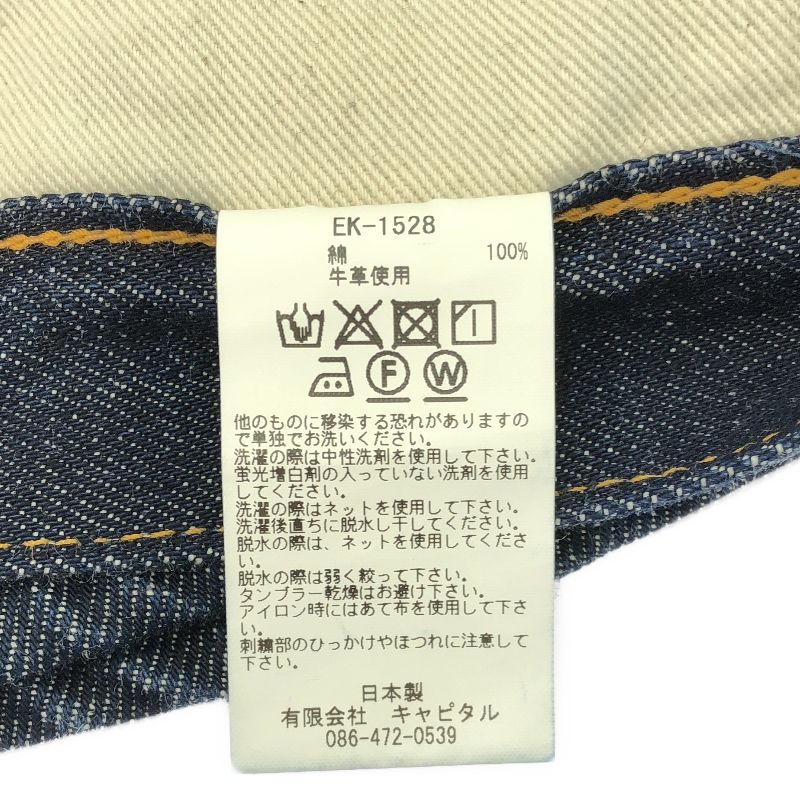 EK-1528
綿 100%
牛革使用
F W
他のものに移染する恐れがありますの
で単独でお洗いください。
洗濯の際は中性洗剤を使用して下さい。
蛍光増白剤の入っていない洗剤を使用
してください。
洗濯の際はネットを使用して下さい。
洗濯後直ちに脱水し干してください。
脱水の際は、ネットを使用してくださ
い。
脱水の際は弱く絞って下さい。
タンブラー乾燥はお避け下さい。
アイロン時にはあて布を使用して下さ
い。
刺繍部のひっかけやほつれに注意して
下さい。
日本製
有限会社 キャピタル
086-472-0539